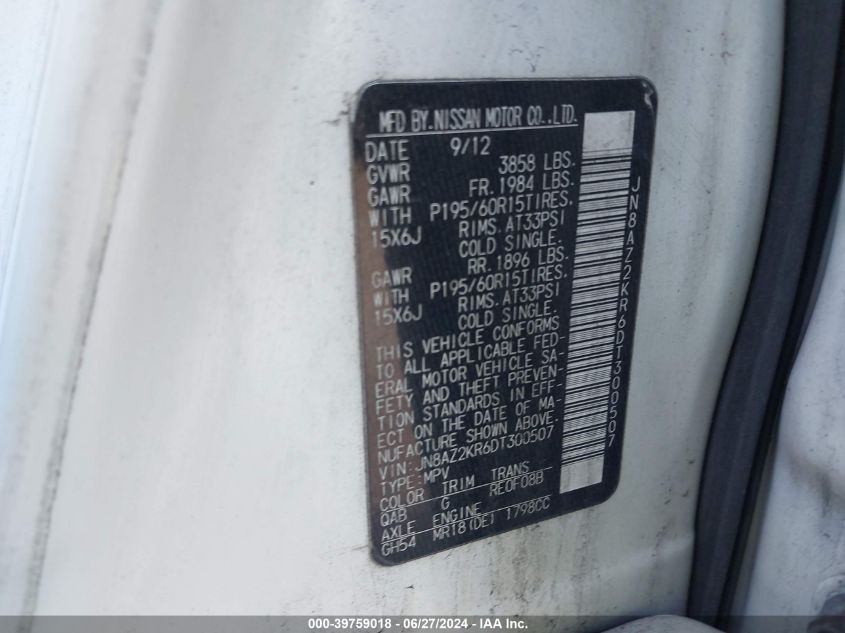 MFD BY.NISSAN MOTOR CO.,LTD.
DATE 9/12
GVWR 3858 LBS.
GAWR FR. 1984 LBS.
WITH P195/60R15TIRES.
15X6J RIMS. AT33PSI
COLD SINGLE.
GAWR RR. 1896 LBS.
WITH P195/60R15TIRES.
15X6J RIMS. AT33PSI
COLD SINGLE.
THIS VEHICLE CONFORMS
TO ALL APPLICABLE FED-
ERAL MOTOR VEHICLE SA-
FETY AND THEFT PREVEN-
TION STANDARDS IN EFF-
ECT ON THE DATE OF MA-
NUFACTURE SHOWN ABOVE.
VIN:JN8AZ2KR6DT300507
TYPE:MPV
COLOR TRIM TRANS
QAB G RE0F08B
AXLE ENGINE
GH54 MR18(DE) 1798CC
JN8AZ2KR6DT300507
000-39759018 - 06/27/2024 - IAA Inc.